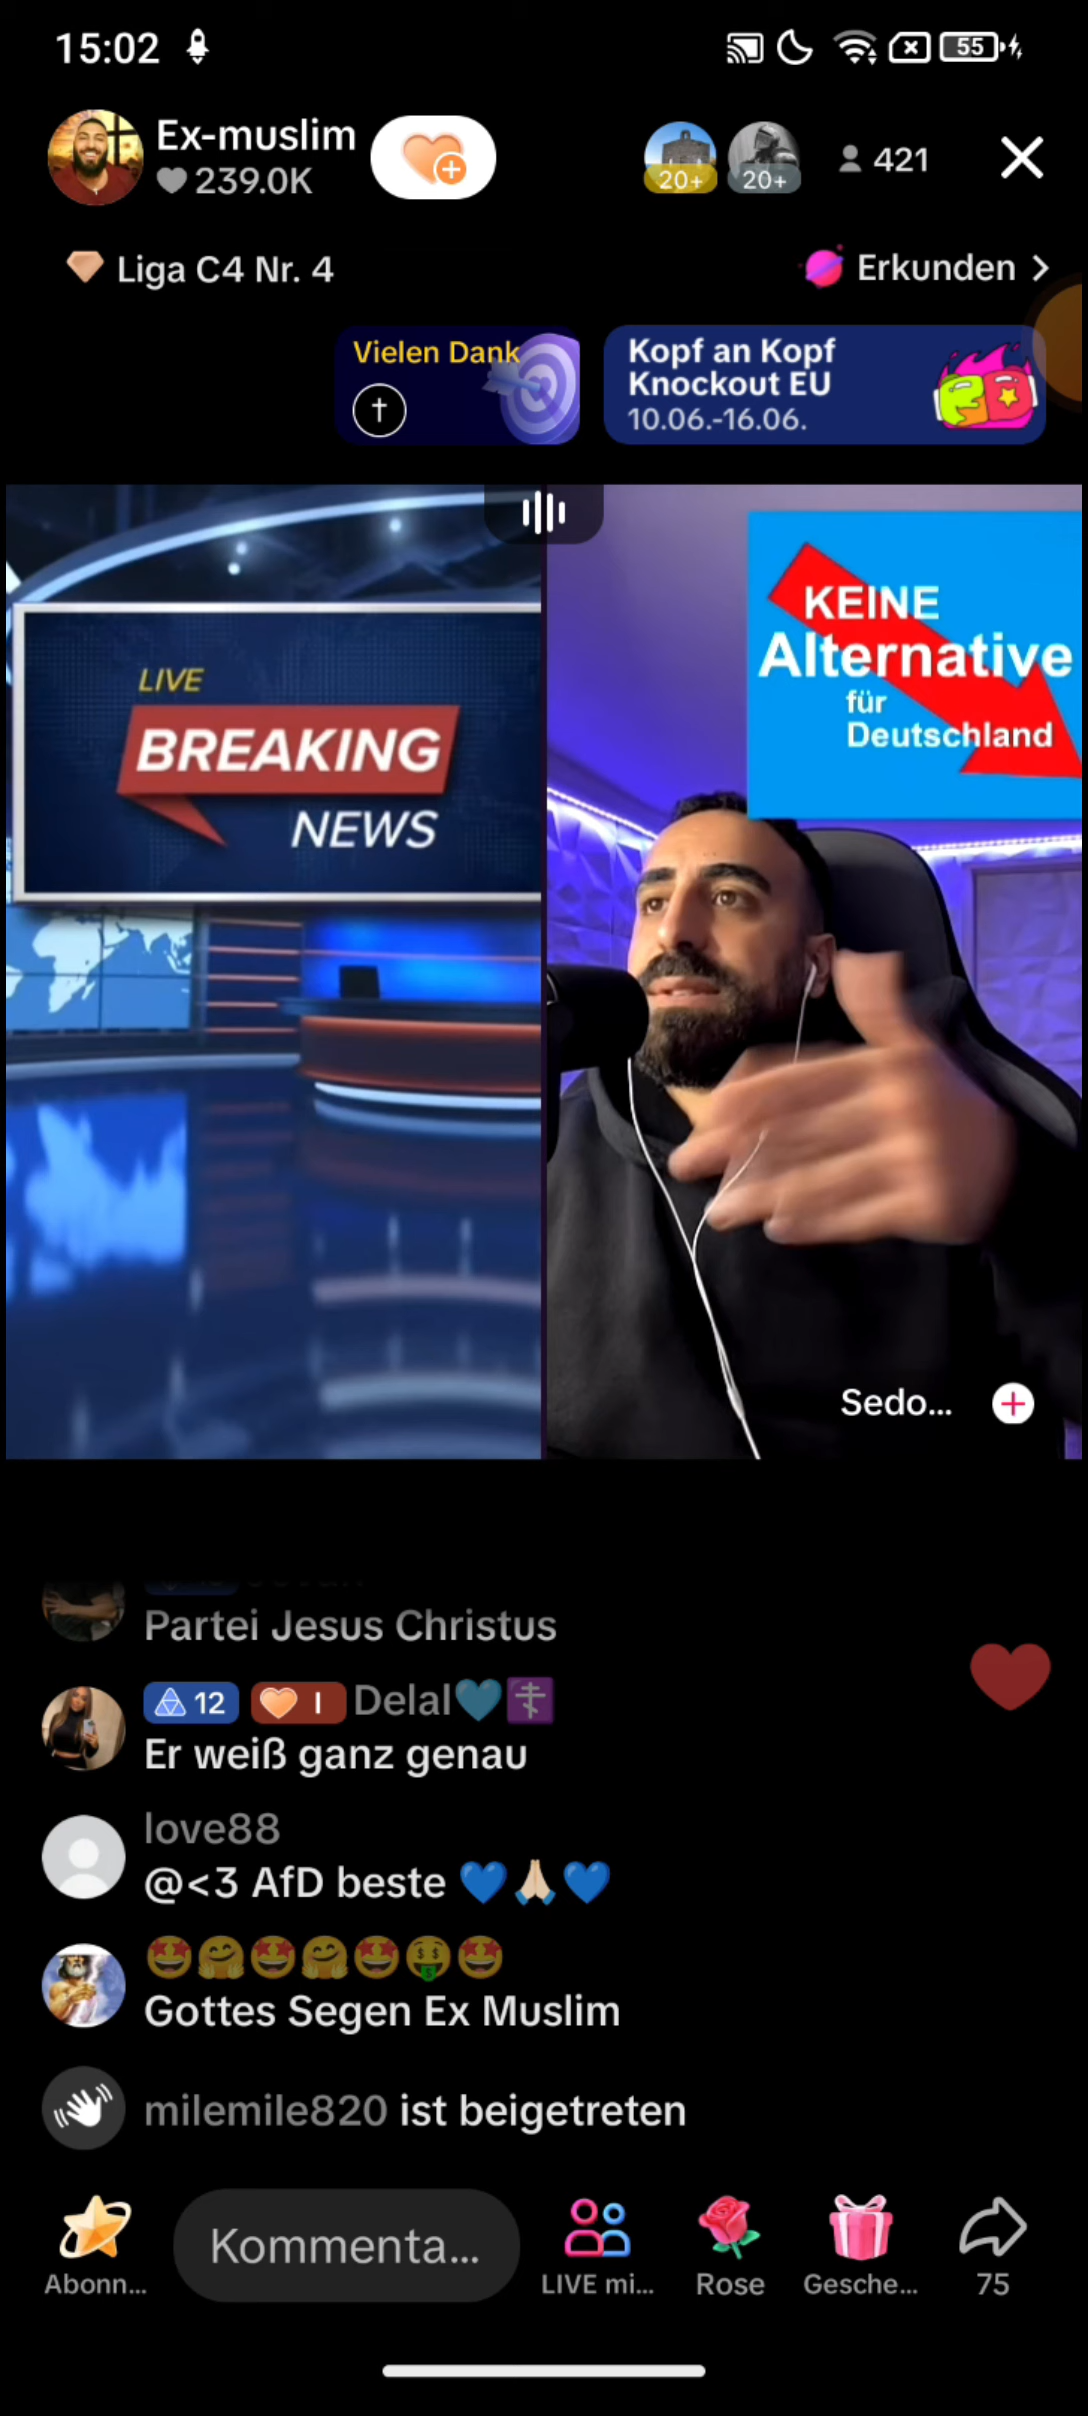 15:02
55
Ex-muslim
239.0K
20+
20+
421
Liga C4 Nr. 4
Erkunden >
Vielen Dank
Kopf an Kopf
Knockout EU
10.06.-16.06.
LIVE
BREAKING
NEWS
KEINE
Alternative
für
Deutschland
Sedo...
Partei Jesus Christus
12 I Delal
Er weiß ganz genau
love88
@<3 AfD beste 💙🙏🏻💙
🤩🤗🤩🤗🤩🤑🤩
Gottes Segen Ex Muslim
milemile820 ist beigetreten
Kommenta...
Abonn...
LIVE mi...
Rose
Gesche...
75